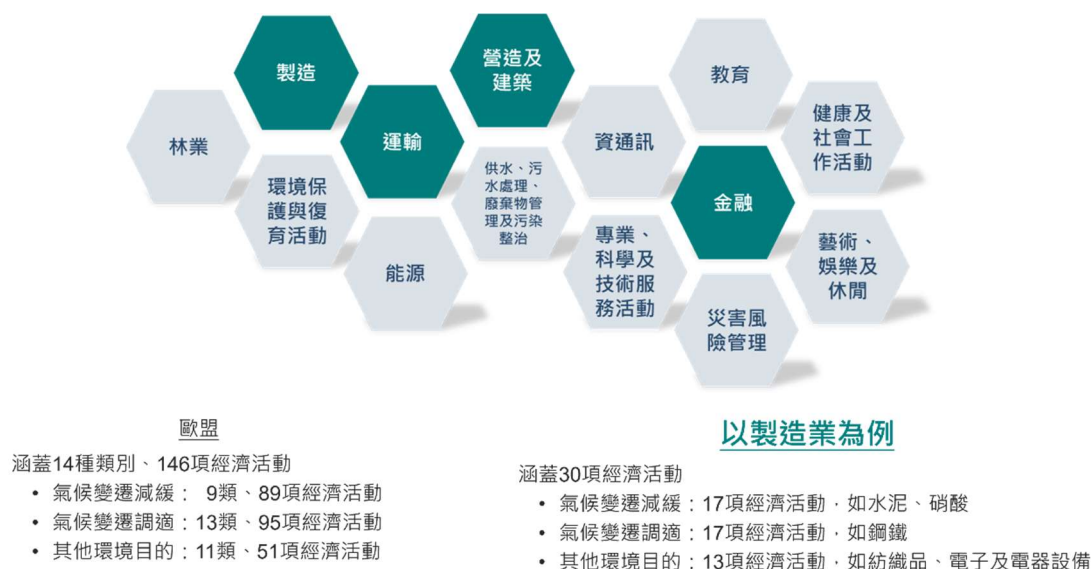 製造
營造及
建築
教育
林業
運輸
資通訊
健康及
社會工
作活動
環境保
護與復
育活動
供水、污
水處理、
廢棄物管
理及污染
整治
金融
能源
專業、
科學及
技術服
務活動
藝術、
娛樂及
休閒
災害風
險管理
歐盟
涵蓋14種類別、146項經濟活動
• 氣候變遷減緩： 9類、89項經濟活動
• 氣候變遷調適：13類、95項經濟活動
• 其他環境目的：11類、51項經濟活動
以製造業為例
涵蓋30項經濟活動
• 氣候變遷減緩：17項經濟活動，如水泥、硝酸
• 氣候變遷調適：17項經濟活動，如鋼鐵
• 其他環境目的：13項經濟活動，如紡織品、電子及電器設備